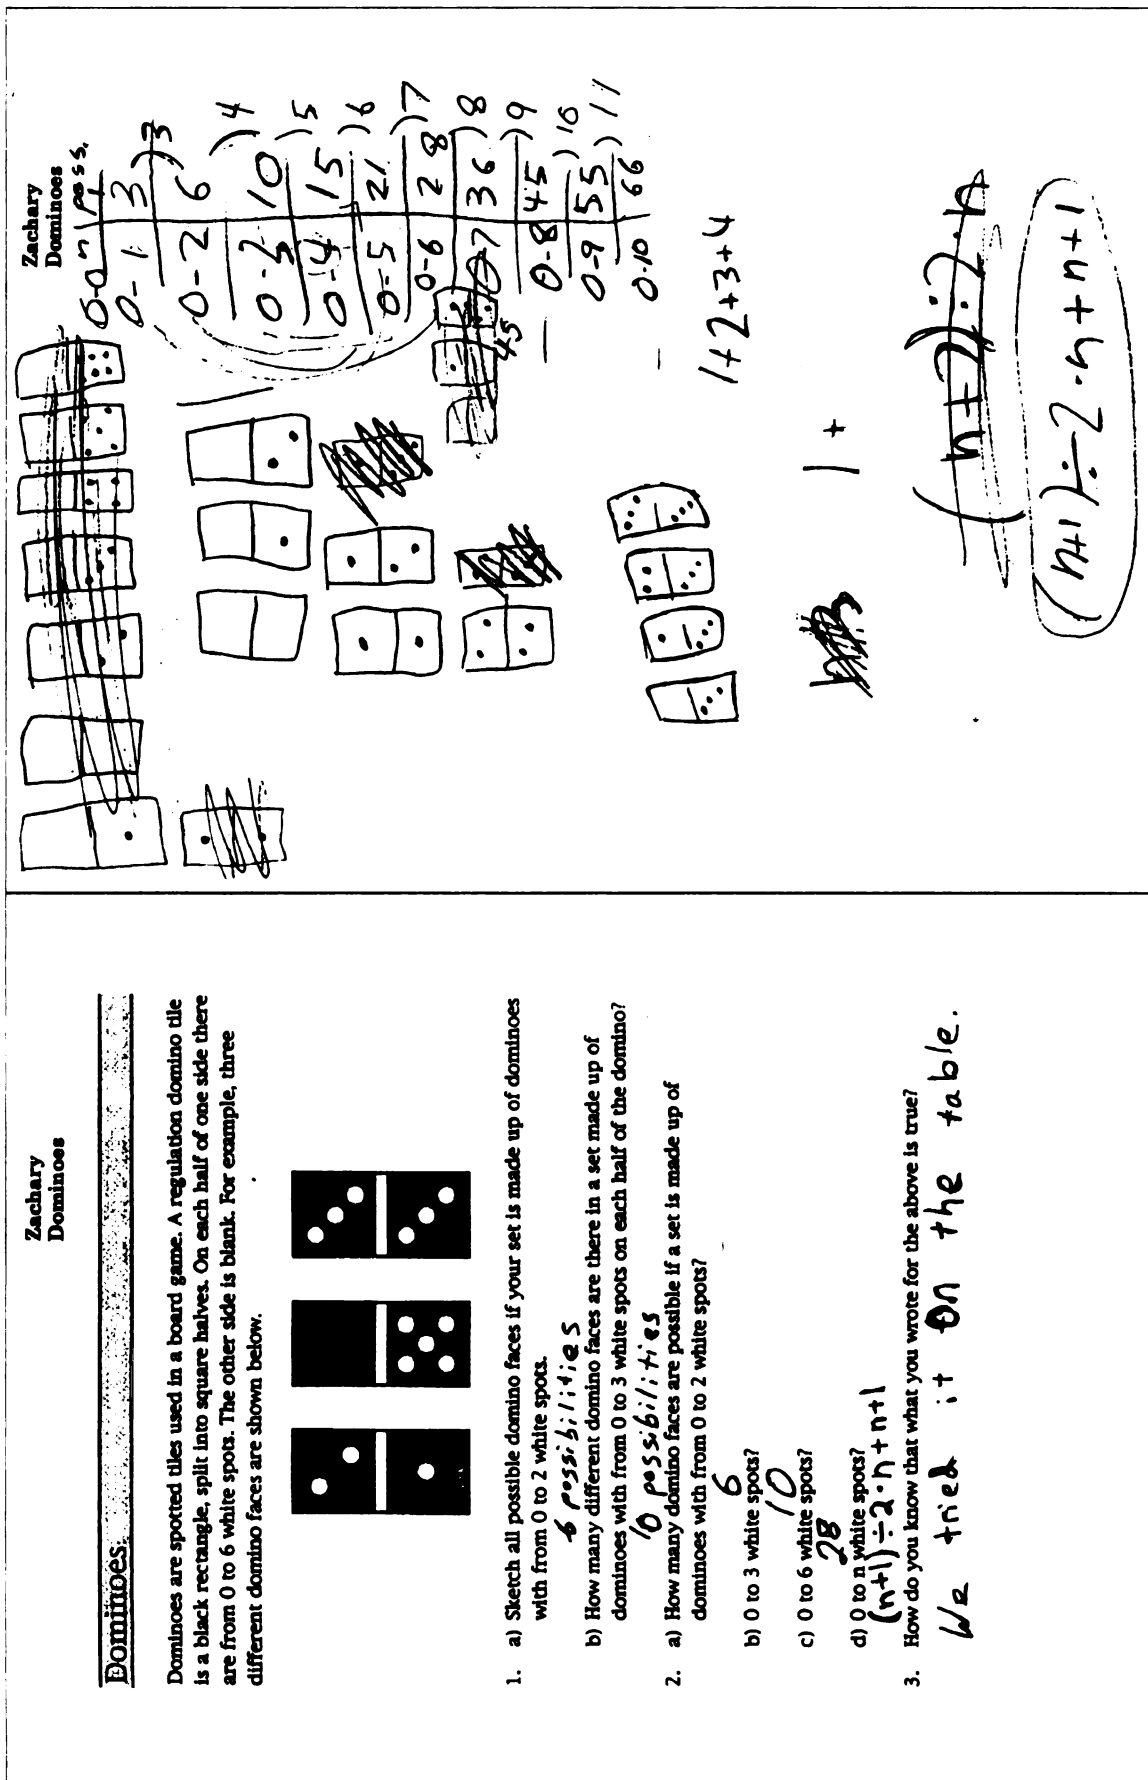 Zachary
Dominoes
Dominoes
Dominoes are spotted tiles used in a board game. A regulation domino tile
is a black rectangle, split into square halves. On each half of one side there
are from 0 to 6 white spots. The other side is blank. For example, three
different domino faces are shown below.
1. a) Sketch all possible domino faces if your set is made up of dominoes
with from 0 to 2 white spots.
6 possibilities
b) How many different domino faces are there in a set made up of
dominoes with from 0 to 3 white spots on each half of the domino?
10 possibilities
2. a) How many domino faces are possible if a set is made up of
dominoes with from 0 to 2 white spots?
6
b) 0 to 3 white spots?
10
c) 0 to 6 white spots?
28
d) 0 to n white spots?
(n+1)÷2·n+n+1
3. How do you know that what you wrote for the above is true?
We tried it on the table.
Zachary
Dominoes
0-0 n poss.
0-1 3
)3
0-2 6
)4
0-3 10
)5
0-4 15
)6
0-5 21
)7
0-6 28
)8
0-7 36
)9
45
0-8 45
)10
0-9 55
)11
0-10 66
1+2+3+4
1+
(n+2)÷2·n
(n+1)÷2·n+n+1